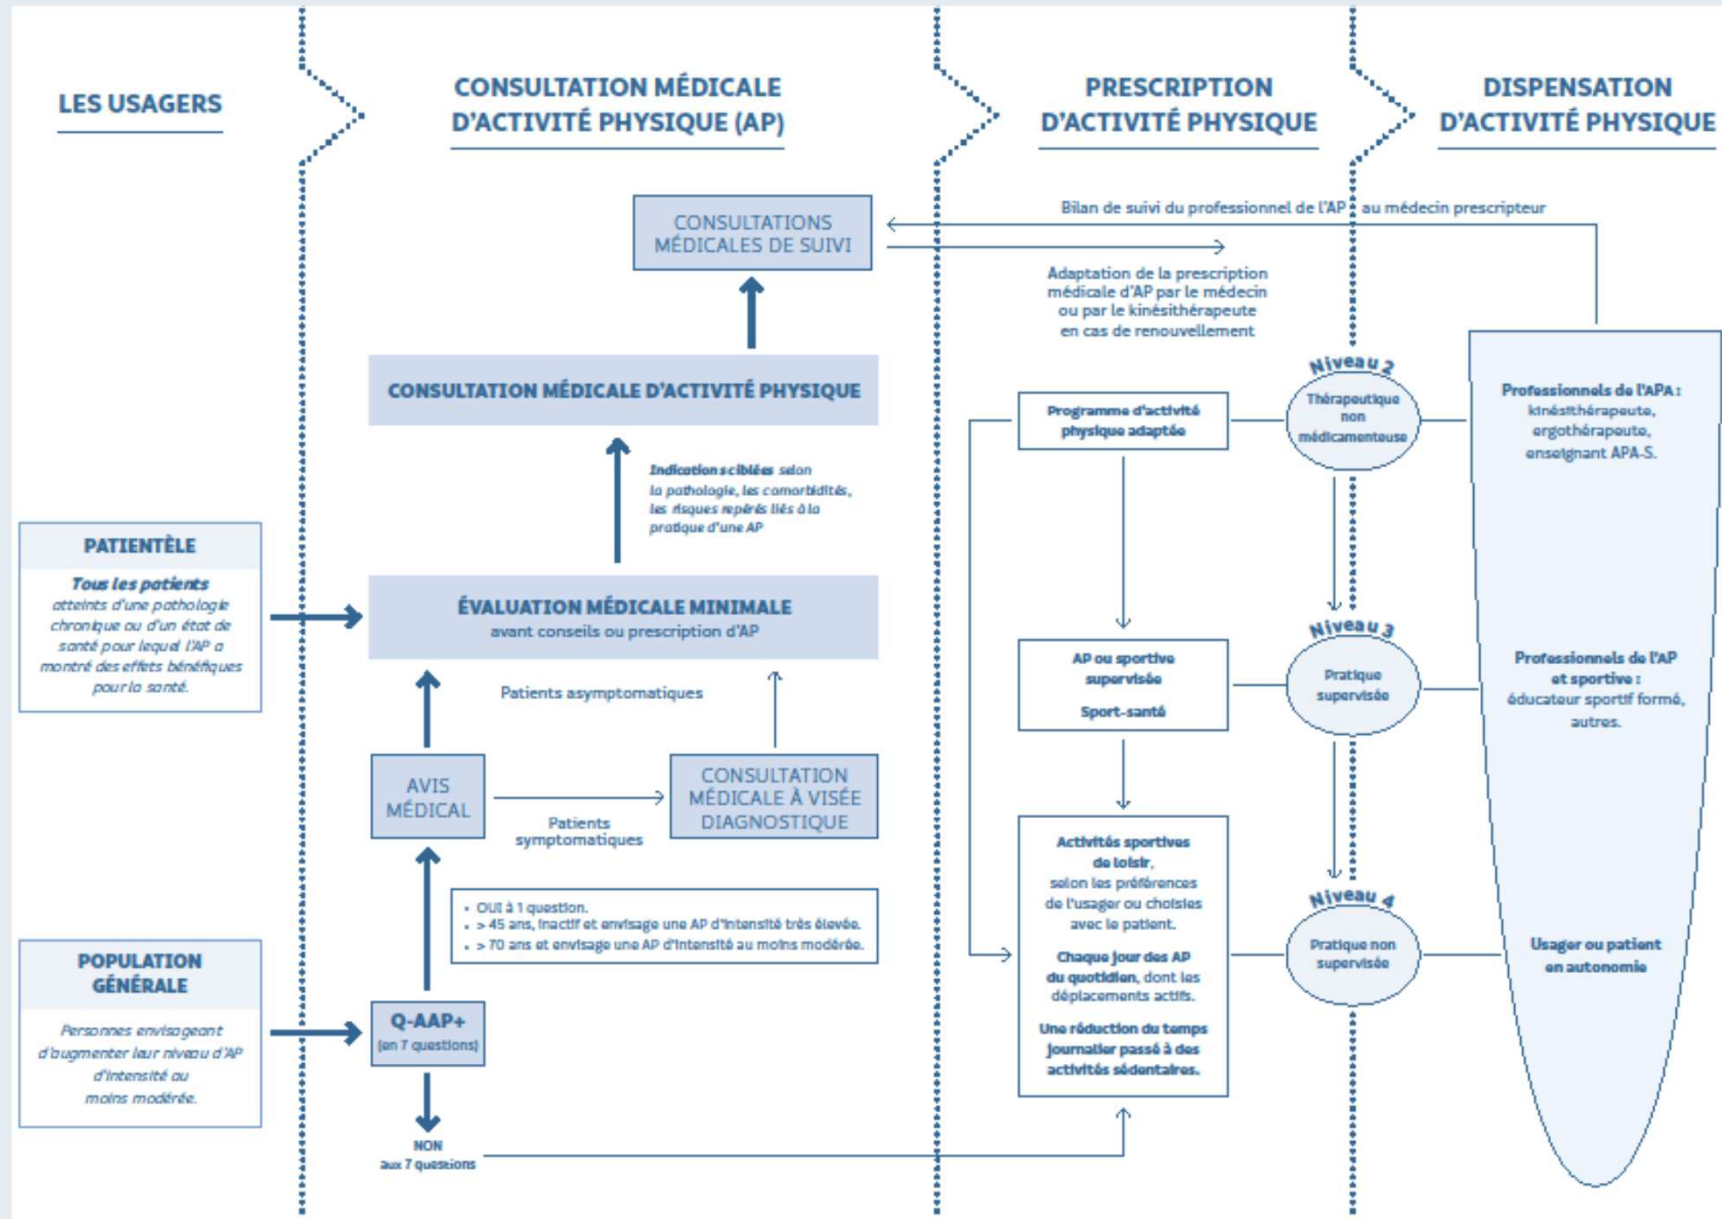 LES USAGERS
CONSULTATION MÉDICALE
D'ACTIVITÉ PHYSIQUE (AP)
PRESCRIPTION
D'ACTIVITÉ PHYSIQUE
DISPENSATION
D'ACTIVITÉ PHYSIQUE
CONSULTATIONS
MÉDICALES DE SUIVI
Bilan de suivi du professionnel de l'AP au médecin prescripteur
Adaptation de la prescription
médicale d'AP par le médecin
ou par le kinésithérapeute
en cas de renouvellement
CONSULTATION MÉDICALE D'ACTIVITÉ PHYSIQUE
Indications ciblées selon
la pathologie, les comorbidités,
les risques repérés liés à la
pratique d'une AP
PATIENTÈLE
Tous les patients
atteints d'une pathologie
chronique ou d'un état de
santé pour lequel l'AP a
montré des effets bénéfiques
pour la santé.
ÉVALUATION MÉDICALE MINIMALE
avant conseils ou prescription d'AP
Patients asymptomatiques
AVIS
MÉDICAL
Patients
symptomatiques
CONSULTATION
MÉDICALE À VISÉE
DIAGNOSTIQUE
• OUI à 1 question.
• > 45 ans, inactif et envisage une AP d'intensité très élevée.
• > 70 ans et envisage une AP d'intensité au moins modérée.
POPULATION
GÉNÉRALE
Personnes envisageant
d'augmenter leur niveau d'AP
d'intensité au
moins modérée.
Q-AAP+
(en 7 questions)
NON
aux 7 questions
Programme d'activité
physique adaptée
Niveau 2
Thérapeutique
non
médicamenteuse
Professionnels de l'APA :
kinésithérapeute,
ergothérapeute,
enseignant APA-S.
AP ou sportive
supervisée
Sport-santé
Niveau 3
Pratique
supervisée
Professionnels de l'AP
et sportive :
éducateur sportif formé,
autres.
Activités sportives
de loisir,
selon les préférences
de l'usager ou choisies
avec le patient.
Chaque jour des AP
du quotidien, dont les
déplacements actifs.
Une réduction du temps
journalier passé à des
activités sédentaires.
Niveau 4
Pratique non
supervisée
Usager ou patient
en autonomie